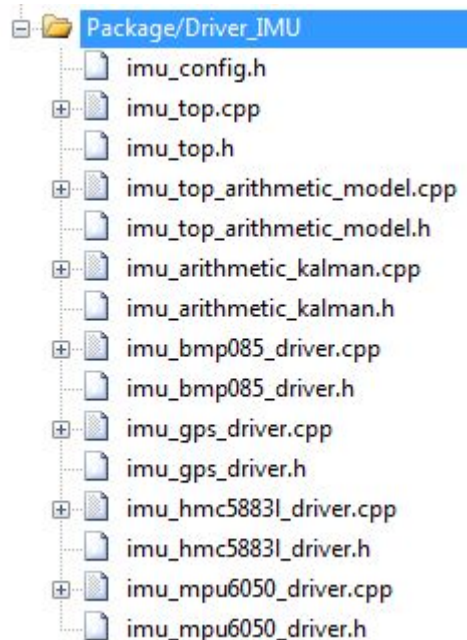 Package/Driver_IMU
imu_config.h
imu_top.cpp
imu_top.h
imu_top_arithmetic_model.cpp
imu_top_arithmetic_model.h
imu_arithmetic_kalman.cpp
imu_arithmetic_kalman.h
imu_bmp085_driver.cpp
imu_bmp085_driver.h
imu_gps_driver.cpp
imu_gps_driver.h
imu_hmc5883l_driver.cpp
imu_hmc5883l_driver.h
imu_mpu6050_driver.cpp
imu_mpu6050_driver.h